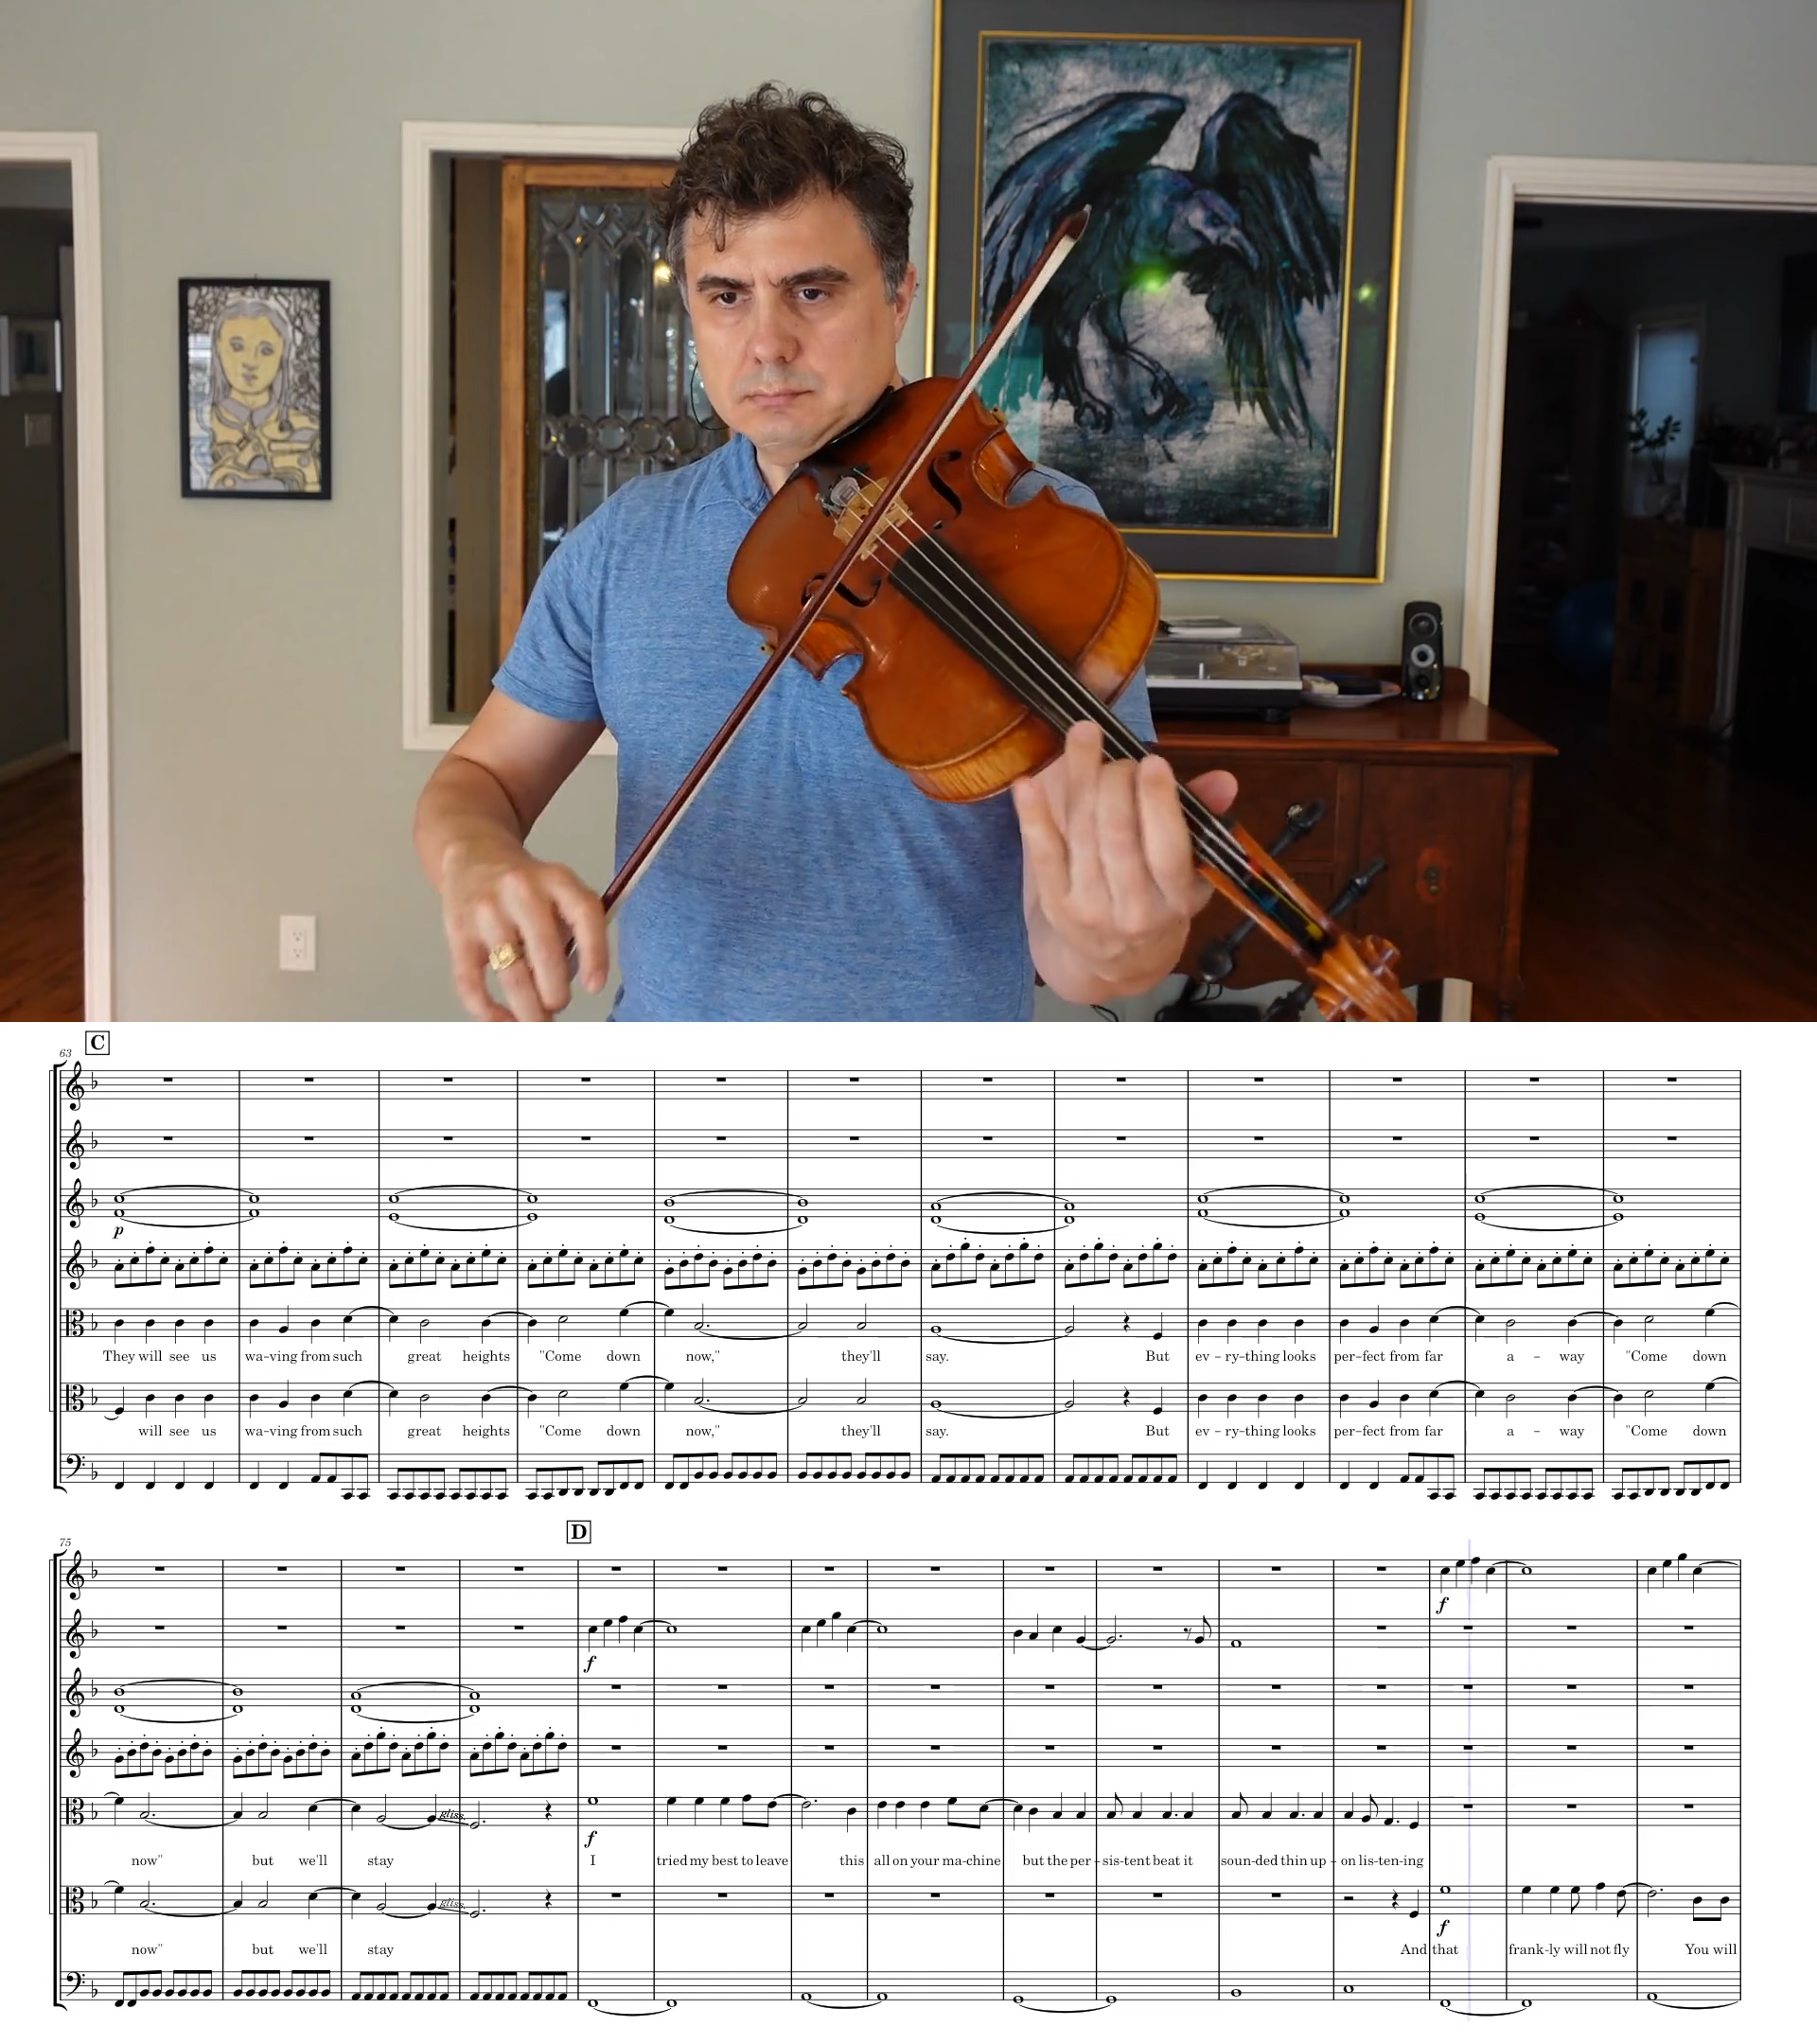 C
63
p
They will see us wa-ving from such great heights "Come down now," they'll say. But ev - ry-thing looks per-fect from far a - way "Come down
will see us wa-ving from such great heights "Come down now," they'll say. But ev - ry-thing looks per-fect from far a - way "Come down
D
75
f
f
gliss.
f
now" but we'll stay I tried my best to leave this all on your ma-chine but the per - sis-tent beat it soun-ded thin up - on lis-ten-ing
gliss.
f
now" but we'll stay And that frank-ly will not fly You will